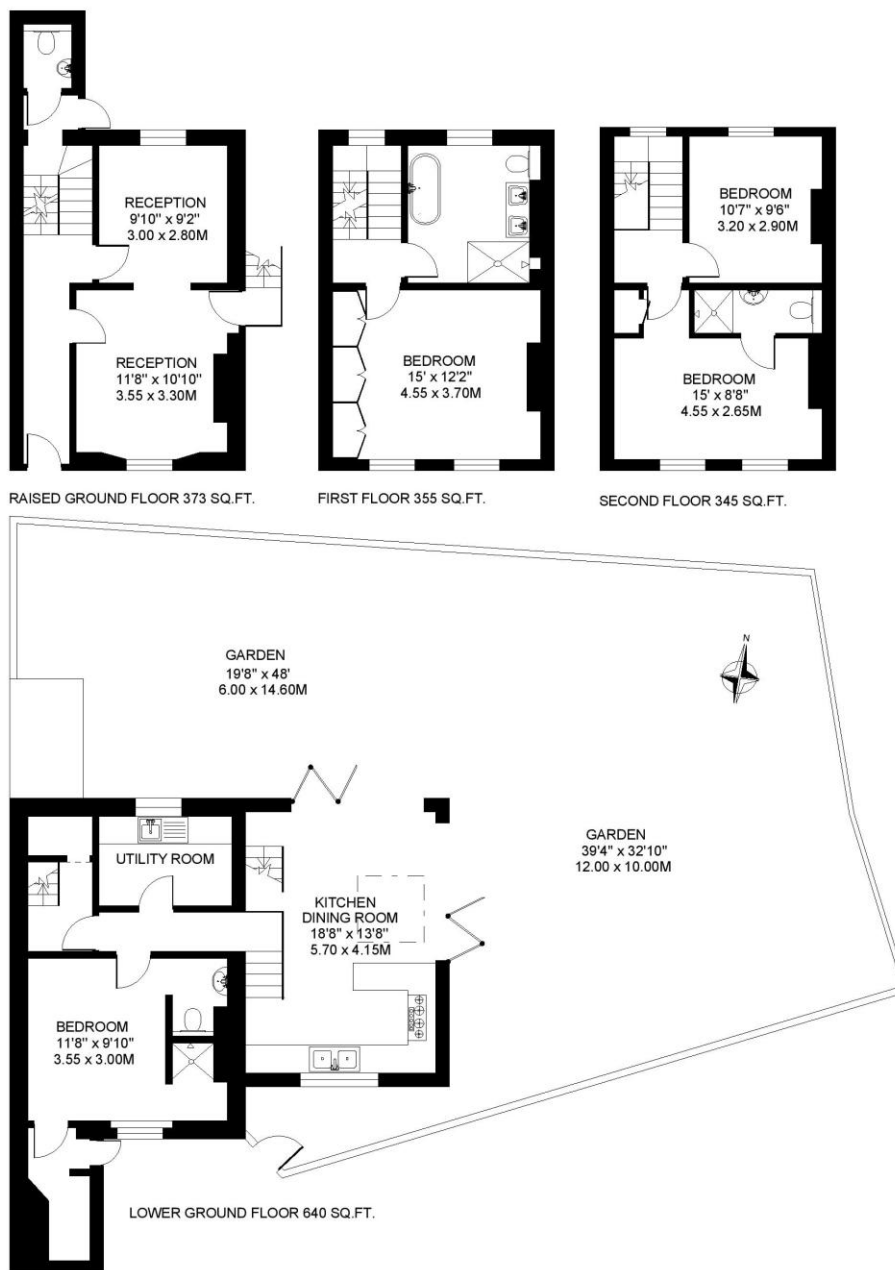 RECEPTION
9'10" x 9'2"
3.00 x 2.80M
RECEPTION
11'8" x 10'10"
3.55 x 3.30M
RAISED GROUND FLOOR 373 SQ.FT.
BEDROOM
15' x 12'2"
4.55 x 3.70M
FIRST FLOOR 355 SQ.FT.
BEDROOM
10'7" x 9'6"
3.20 x 2.90M
BEDROOM
15' x 8'8"
4.55 x 2.65M
SECOND FLOOR 345 SQ.FT.
GARDEN
19'8" x 48'
6.00 x 14.60M
N
GARDEN
39'4" x 32'10"
12.00 x 10.00M
UTILITY ROOM
KITCHEN
DINING ROOM
18'8" x 13'8"
5.70 x 4.15M
BEDROOM
11'8" x 9'10"
3.55 x 3.00M
LOWER GROUND FLOOR 640 SQ.FT.